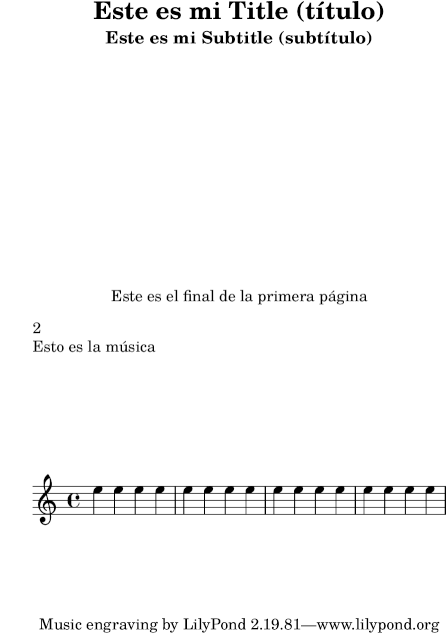 Este es mi Title (título)
Este es mi Subtitle (subtítulo)
Este es el final de la primera página
2
Esto es la música
Music engraving by LilyPond 2.19.81—www.lilypond.org